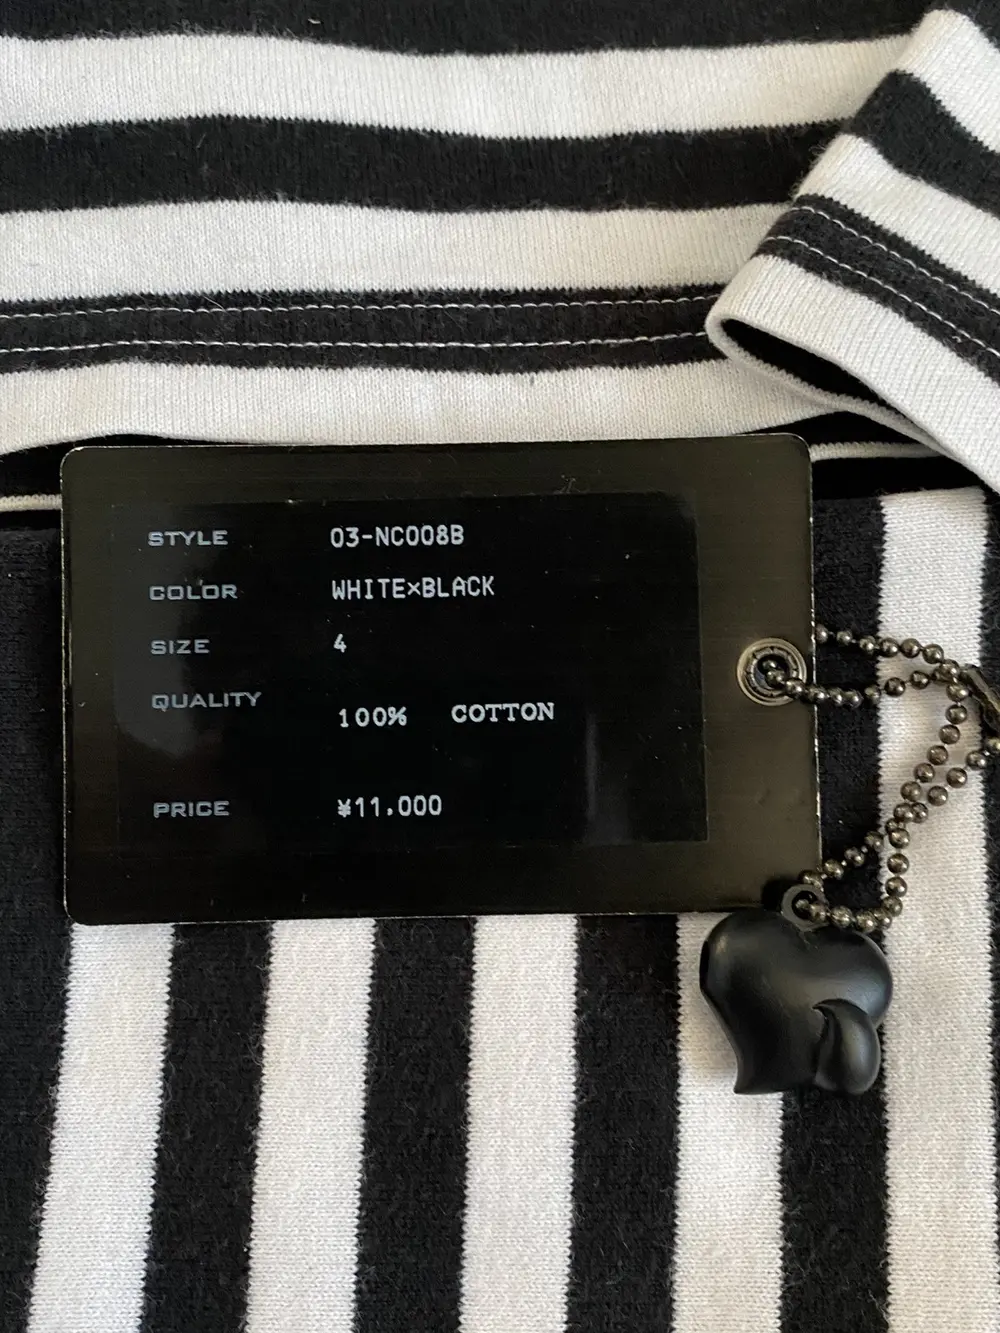 STYLE 03-NC008B
COLOR WHITE×BLACK
SIZE 4
QUALITY 100% COTTON
PRICE ¥11,000